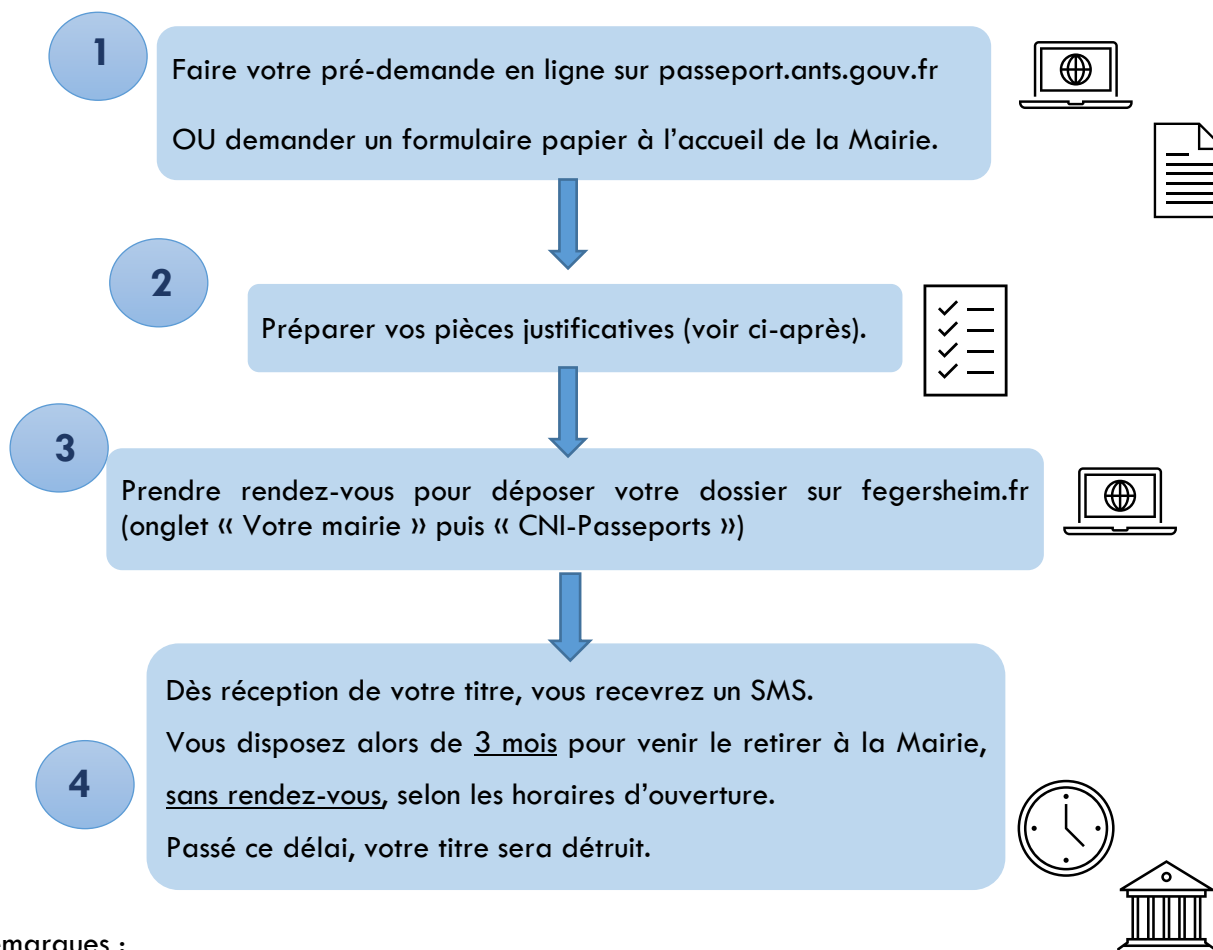 1
Faire votre pré-demande en ligne sur passeport.ants.gouv.fr
OU demander un formulaire papier à l’accueil de la Mairie.
2
Préparer vos pièces justificatives (voir ci-après).
3
Prendre rendez-vous pour déposer votre dossier sur fegersheim.fr
(onglet « Votre mairie » puis « CNI-Passeports »)
4
Dès réception de votre titre, vous recevrez un SMS.
Vous disposez alors de 3 mois pour venir le retirer à la Mairie,
sans rendez-vous, selon les horaires d’ouverture.
Passé ce délai, votre titre sera détruit.